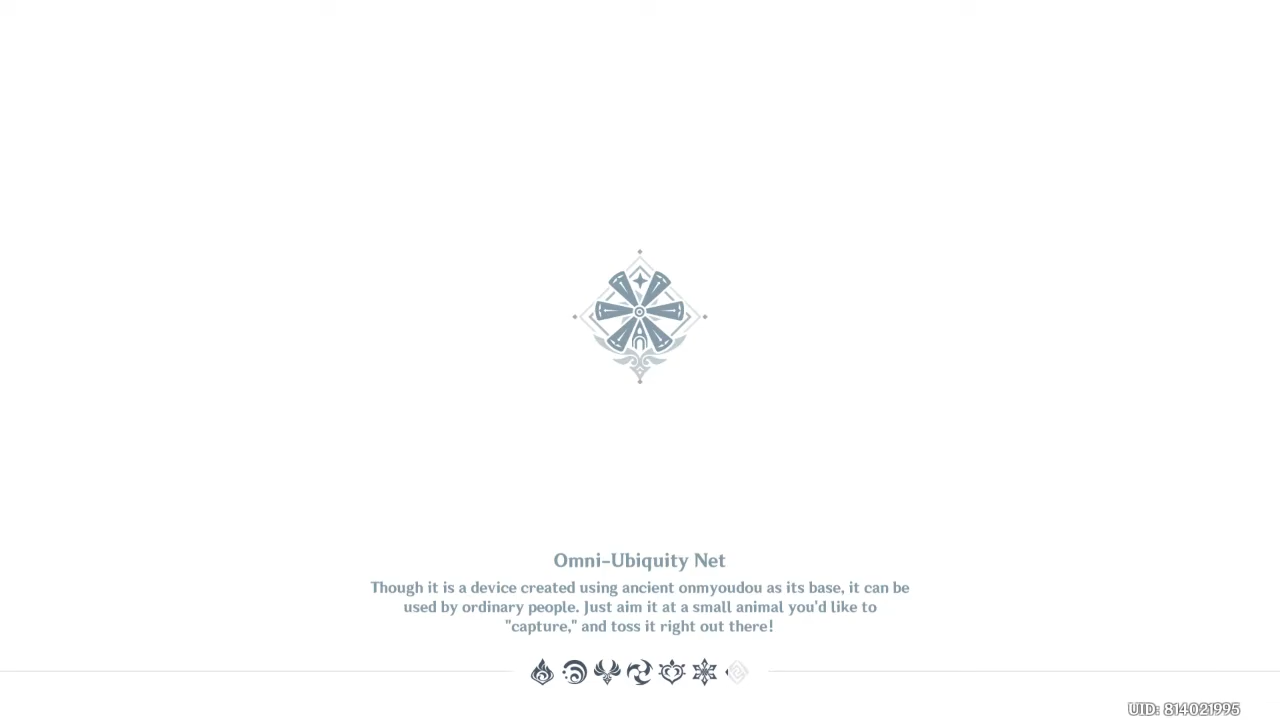 Omni-Ubiquity Net
Though it is a device created using ancient onmyoudou as its base, it can be
used by ordinary people. Just aim it at a small animal you'd like to
"capture," and toss it right out there!
UID: 814021995